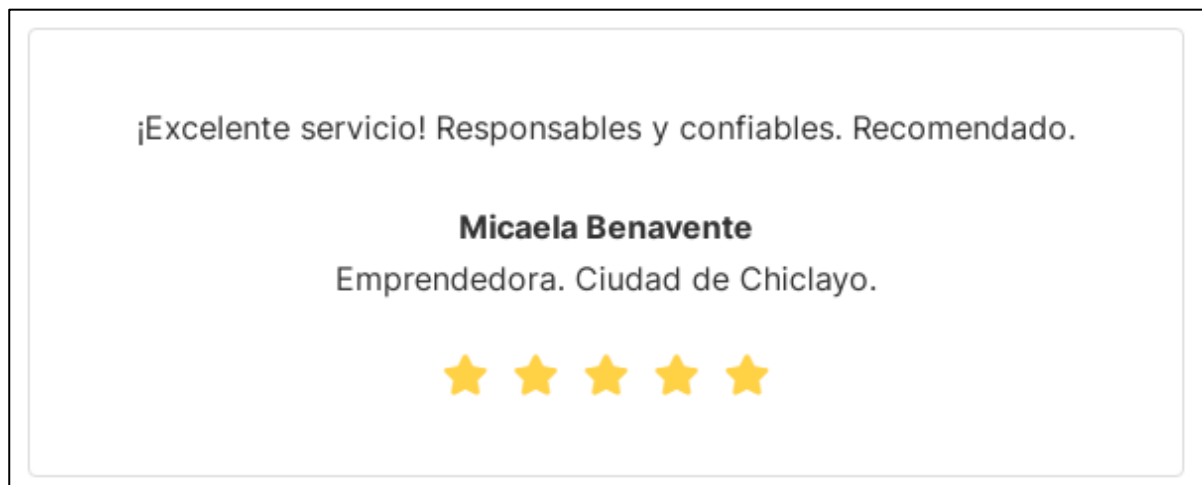 ¡Excelente servicio! Responsables y confiables. Recomendado.
Micaela Benavente
Emprendedora. Ciudad de Chiclayo.